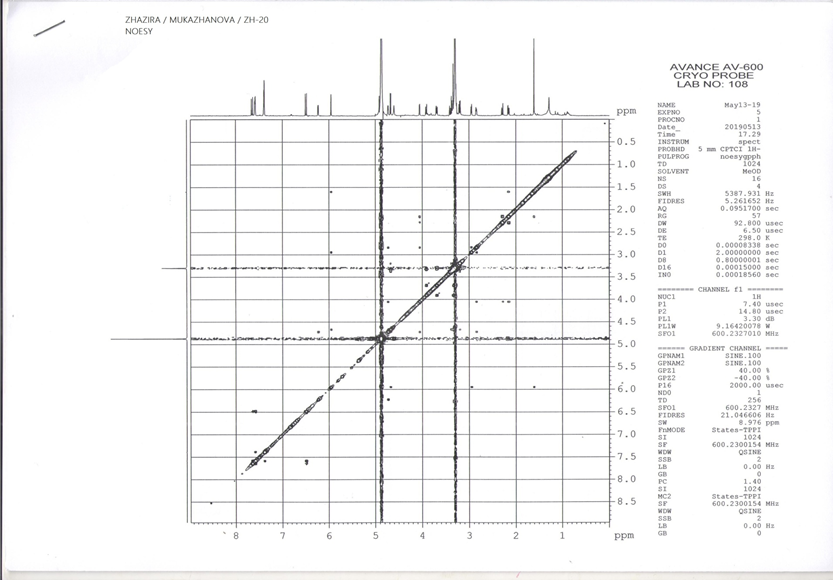 ZHAZIRA / MUKAZHANOVA / ZH-20
NOESY
AVANCE AV-600
CRYO PROBE
LAB NO: 108
NAME May13-19
EXPNO 5
PROCNO 1
Date_ 20190513
Time 17.29
INSTRUM spect
PROBHD 5 mm CPTCI 1H-
PULPROG noesygpph
TD 1024
SOLVENT MeOD
NS 16
DS 4
SWH 5387.931 Hz
FIDRES 5.261652 Hz
AQ 0.0951700 sec
RG 57
DW 92.800 usec
DE 6.50 usec
TE 298.0 K
D0 0.00008338 sec
D1 2.00000000 sec
D8 0.80000001 sec
D16 0.00015000 sec
IN0 0.00018560 sec
======== CHANNEL f1 ========
NUC1 1H
P1 7.40 usec
P2 14.80 usec
PL1 3.30 dB
PL1W 9.16420078 W
SFO1 600.2327010 MHz
====== GRADIENT CHANNEL =====
GPNAM1 SINE.100
GPNAM2 SINE.100
GPZ1 40.00 %
GPZ2 -40.00 %
P16 2000.00 usec
ND0 1
TD 256
SFO1 600.2327 MHz
FIDRES 21.046606 Hz
SW 8.976 ppm
FnMODE States-TPPI
SI 1024
SF 600.2300154 MHz
WDW QSINE
SSB 2
LB 0.00 Hz
GB 0
PC 1.40
SI 1024
MC2 States-TPPI
SF 600.2300154 MHz
WDW QSINE
SSB 2
LB 0.00 Hz
GB 0
ppm
0.5
1.0
1.5
2.0
2.5
3.0
3.5
4.0
4.5
5.0
5.5
6.0
6.5
7.0
7.5
8.0
8.5
8 7 6 5 4 3 2 1 ppm